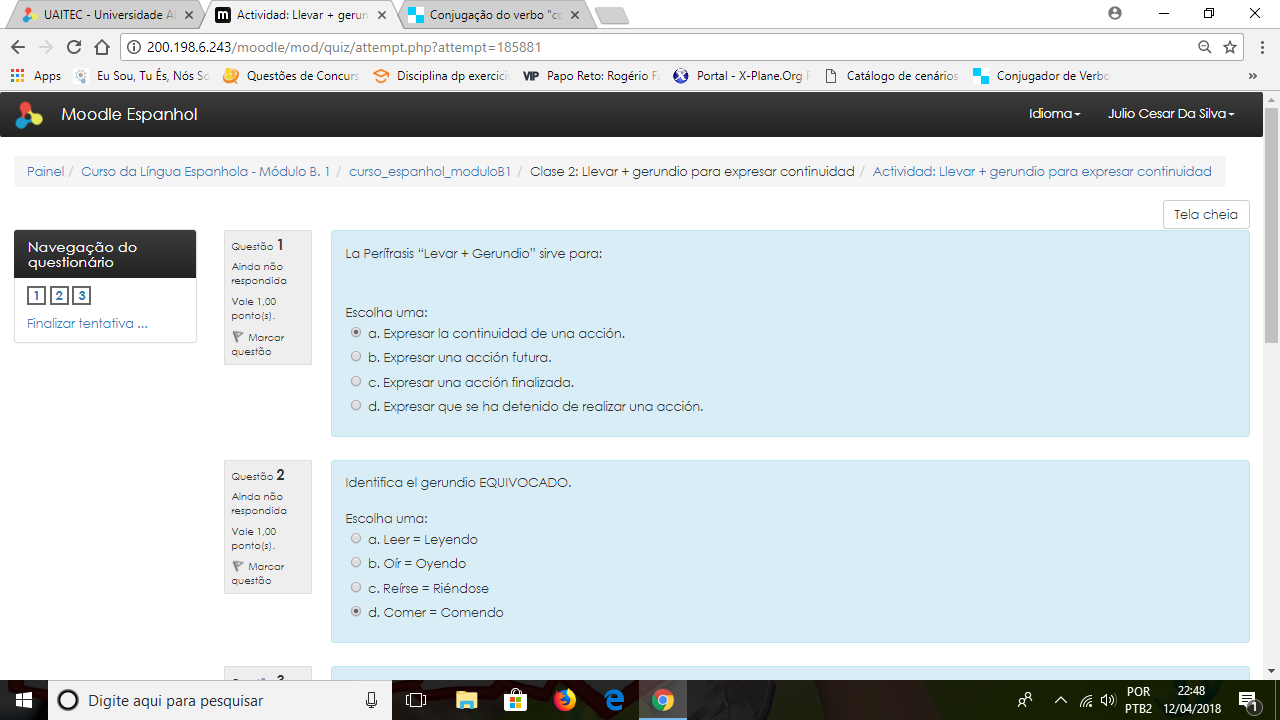 UAITEC - Universidade A
Actividad: Llevar + gerun
Conjugação do verbo "co
200.198.6.243/moodle/mod/quiz/attempt.php?attempt=185881
Apps
Eu Sou, Tu És, Nós So
Questões de Concurs
Disciplina dp exercici
VIP Papo Reto: Rogério F
Portal - X-Plane.Org F
Catálogo de cenários
Conjugador de Verbo
»
Moodle Espanhol
Idioma
Julio Cesar Da Silva
Painel / Curso da Língua Espanhola - Módulo B. 1 / curso_espanhol_moduloB1 / Clase 2: Llevar + gerundio para expresar continuidad / Actividad: Llevar + gerundio para expresar continuidad
Tela cheia
Navegação do
questionário
1 2 3
Finalizar tentativa ...
Questão 1
Ainda não
respondida
Vale 1,00
ponto(s).
Marcar
questão
La Perífrasis “Levar + Gerundio” sirve para:
Escolha uma:
a. Expresar la continuidad de una acción.
b. Expresar una acción futura.
c. Expresar una acción finalizada.
d. Expresar que se ha detenido de realizar una acción.
Questão 2
Ainda não
respondida
Vale 1,00
ponto(s).
Marcar
questão
Identifica el gerundio EQUIVOCADO.
Escolha uma:
a. Leer = Leyendo
b. Oír = Oyendo
c. Reírse = Riéndose
d. Comer = Comendo
Questão 3
Digite aqui para pesquisar
POR
PTB2
22:48
12/04/2018
1